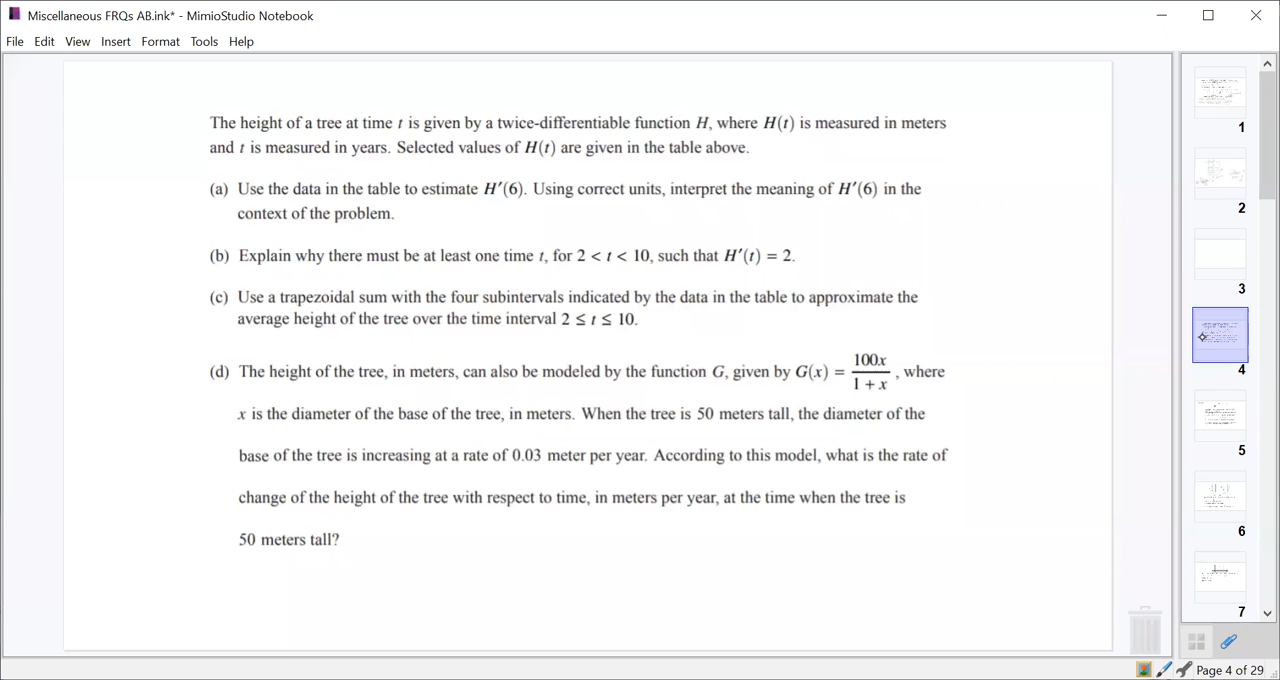 Miscellaneous FRQs AB.ink* - MimioStudio Notebook
File Edit View Insert Format Tools Help
The height of a tree at time t is given by a twice-differentiable function H, where H(t) is measured in meters
and t is measured in years. Selected values of H(t) are given in the table above.
(a) Use the data in the table to estimate H′(6). Using correct units, interpret the meaning of H′(6) in the
context of the problem.
(b) Explain why there must be at least one time t, for 2 < t < 10, such that H′(t) = 2.
(c) Use a trapezoidal sum with the four subintervals indicated by the data in the table to approximate the
average height of the tree over the time interval 2 ≤ t ≤ 10.
(d) The height of the tree, in meters, can also be modeled by the function G, given by G(x) = 100x / (1 + x), where
x is the diameter of the base of the tree, in meters. When the tree is 50 meters tall, the diameter of the
base of the tree is increasing at a rate of 0.03 meter per year. According to this model, what is the rate of
change of the height of the tree with respect to time, in meters per year, at the time when the tree is
50 meters tall?
1
2
3
4
5
6
7
Page 4 of 29